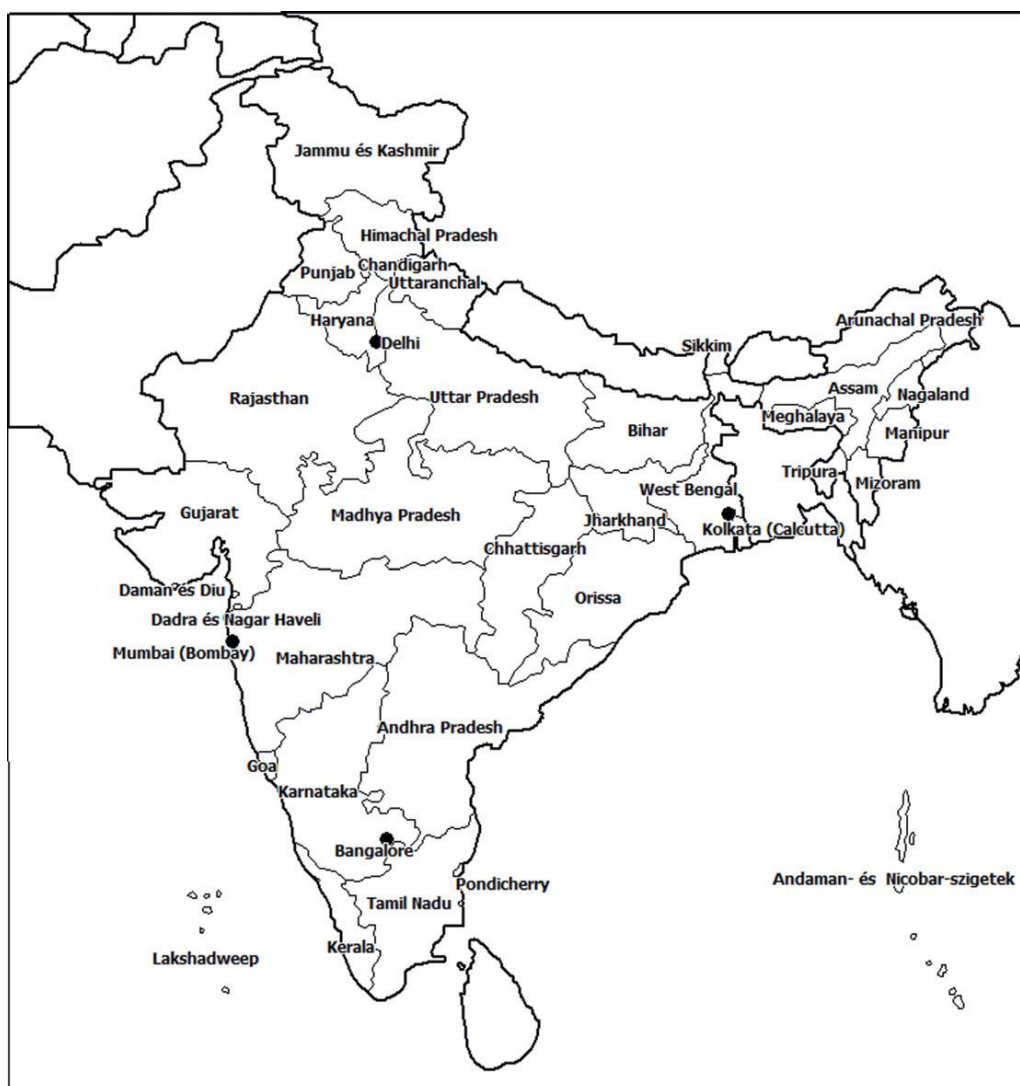 Jammu és Kashmir
Himachal Pradesh
Punjab
Chandigarh
Uttaranchal
Haryana
Delhi
Arunachal Pradesh
Sikkim
Rajasthan
Uttar Pradesh
Assam
Nagaland
Meghalaya
Bihar
Manipur
Tripura
Mizoram
West Bengal
Gujarat
Madhya Pradesh
Jharkhand
Kolkata (Calcutta)
Chhattisgarh
Daman és Diu
Orissa
Dadra és Nagar Haveli
Mumbai (Bombay)
Maharashtra
Andhra Pradesh
Goa
Karnataka
Bangalore
Pondicherry
Andaman- és Nicobar-szigetek
Tamil Nadu
Kerala
Lakshadweep